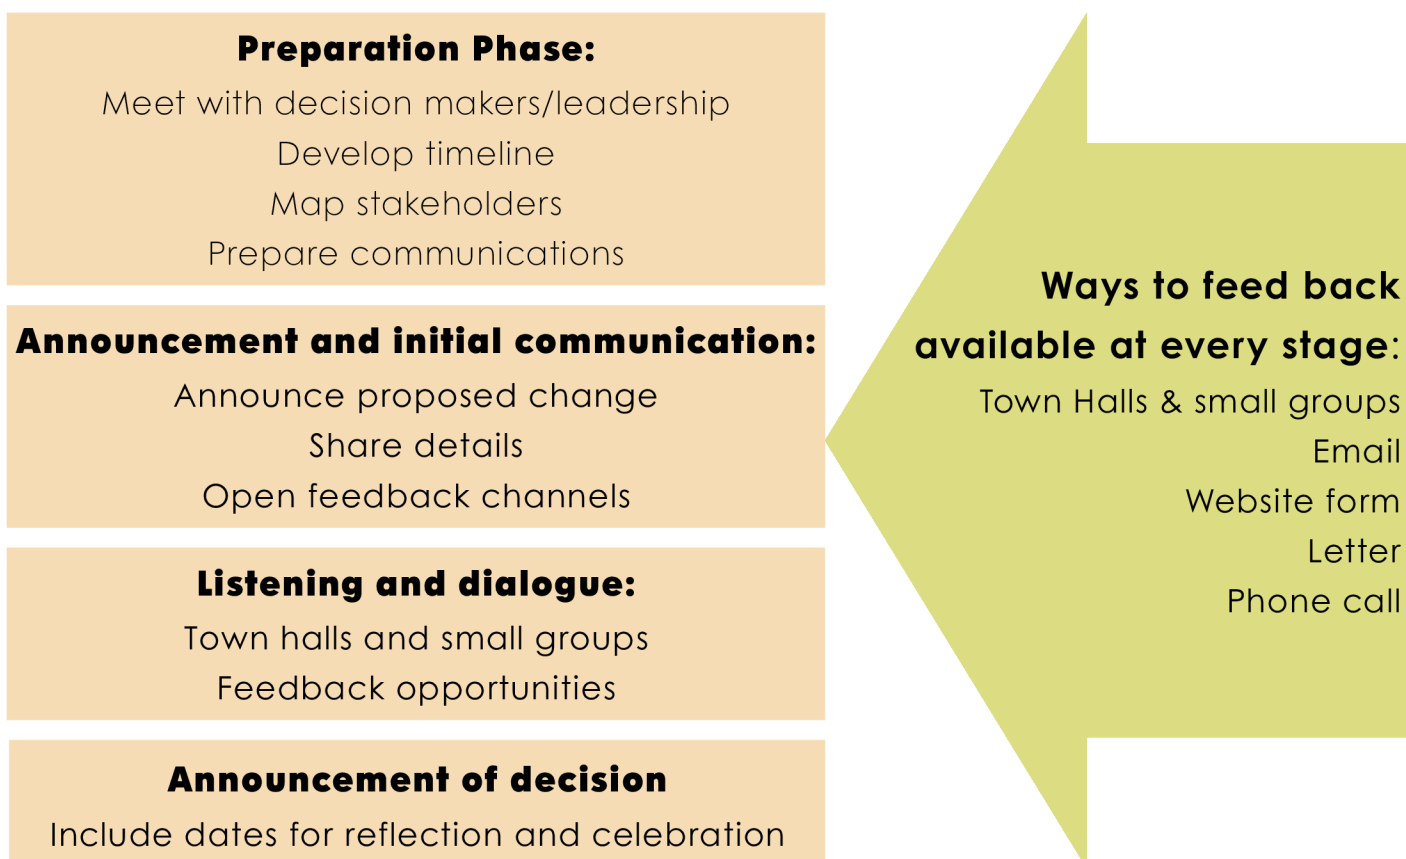 Preparation Phase:
Meet with decision makers/leadership
Develop timeline
Map stakeholders
Prepare communications
Announcement and initial communication:
Announce proposed change
Share details
Open feedback channels
Listening and dialogue:
Town halls and small groups
Feedback opportunities
Announcement of decision
Include dates for reflection and celebration
Ways to feed back
available at every stage:
Town Halls & small groups
Email
Website form
Letter
Phone call